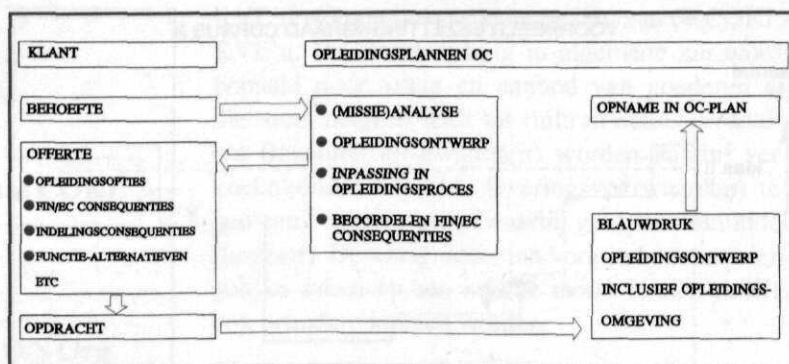 KLANT
OPLEIDINGSPLANNEN OC
BEHOEFTE
(MISSIE)ANALYSE
OPLEIDINGSONTWERP
INPASSING IN
OPLEIDINGSPROCES
BEOORDELEN FIN/EC
CONSEQUENTIES
OFFERTE
FIN/EC CONSEQUENTIES
INDELINGSCONSEQUENTIES
FUNCTIE-ALTERNATIEVEN
ETC
OPDRACHT
OPNAME IN OC-PLAN
BLAUWDRUK
OPLEIDINGSONTWERP
INCLUSIEF OPLEIDINGS-
OMGEVING